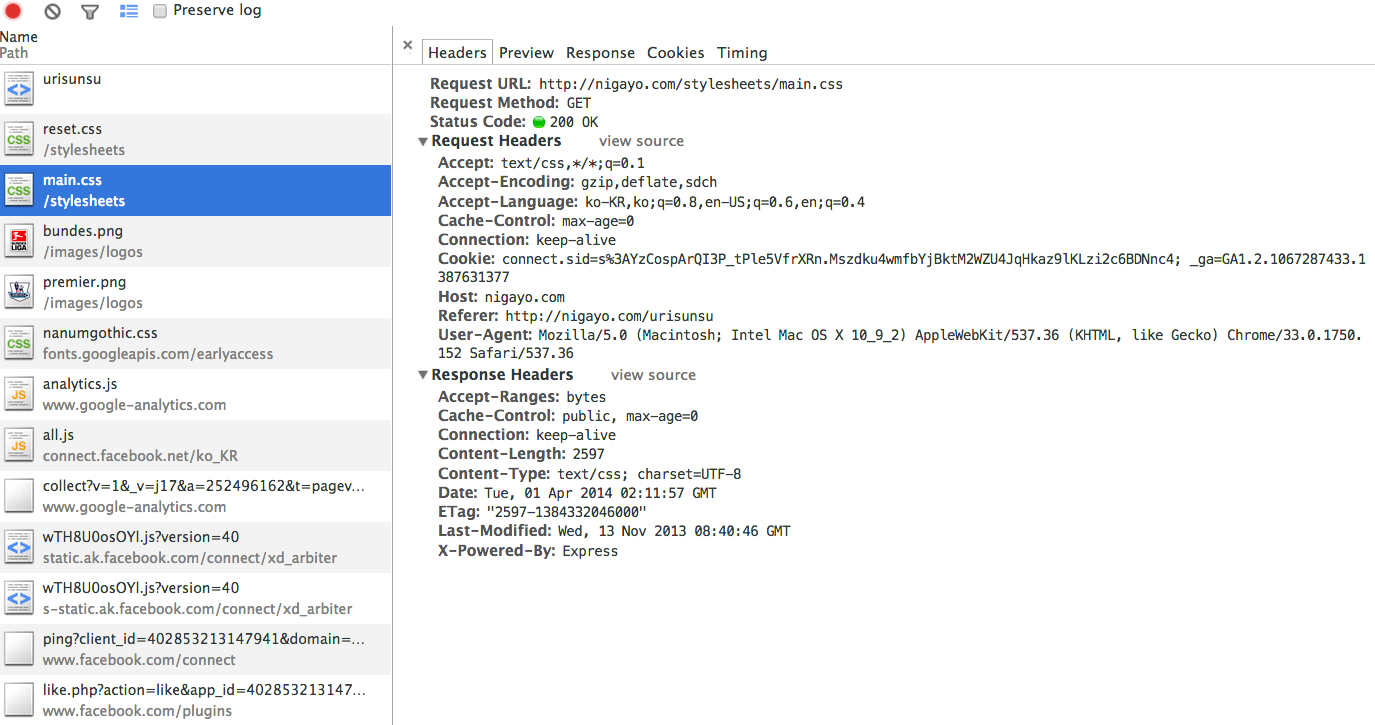 Preserve log
Name
Path
urisunsu
reset.css
/stylesheets
main.css
/stylesheets
bundes.png
/images/logos
premier.png
/images/logos
nanumgothic.css
fonts.googleapis.com/earlyaccess
analytics.js
www.google-analytics.com
all.js
connect.facebook.net/ko_KR
collect?v=1&_v=j17&a=252496162&t=pagev...
www.google-analytics.com
wTH8U0osOYl.js?version=40
static.ak.facebook.com/connect/xd_arbiter
wTH8U0osOYl.js?version=40
s-static.ak.facebook.com/connect/xd_arbiter
ping?client_id=402853213147941&domain=...
www.facebook.com/connect
like.php?action=like&app_id=402853213147...
www.facebook.com/plugins
× Headers Preview Response Cookies Timing
Request URL: http://nigayo.com/stylesheets/main.css
Request Method: GET
Status Code: 200 OK
Request Headers view source
Accept: text/css,*/*;q=0.1
Accept-Encoding: gzip,deflate,sdch
Accept-Language: ko-KR,ko;q=0.8,en-US;q=0.6,en;q=0.4
Cache-Control: max-age=0
Connection: keep-alive
Cookie: connect.sid=s%3AYzCospArQI3P_tPle5VfrXRn.Mszdku4wmfbYjBktM2WZU4JqHkaz9lKLzi2c6BDNnc4; _ga=GA1.2.1067287433.1
387631377
Host: nigayo.com
Referer: http://nigayo.com/urisunsu
User-Agent: Mozilla/5.0 (Macintosh; Intel Mac OS X 10_9_2) AppleWebKit/537.36 (KHTML, like Gecko) Chrome/33.0.1750.
152 Safari/537.36
Response Headers view source
Accept-Ranges: bytes
Cache-Control: public, max-age=0
Connection: keep-alive
Content-Length: 2597
Content-Type: text/css; charset=UTF-8
Date: Tue, 01 Apr 2014 02:11:57 GMT
ETag: "2597-1384332046000"
Last-Modified: Wed, 13 Nov 2013 08:40:46 GMT
X-Powered-By: Express
CSS
CSS
BUNDES
LIGA
CSS
JS
JS